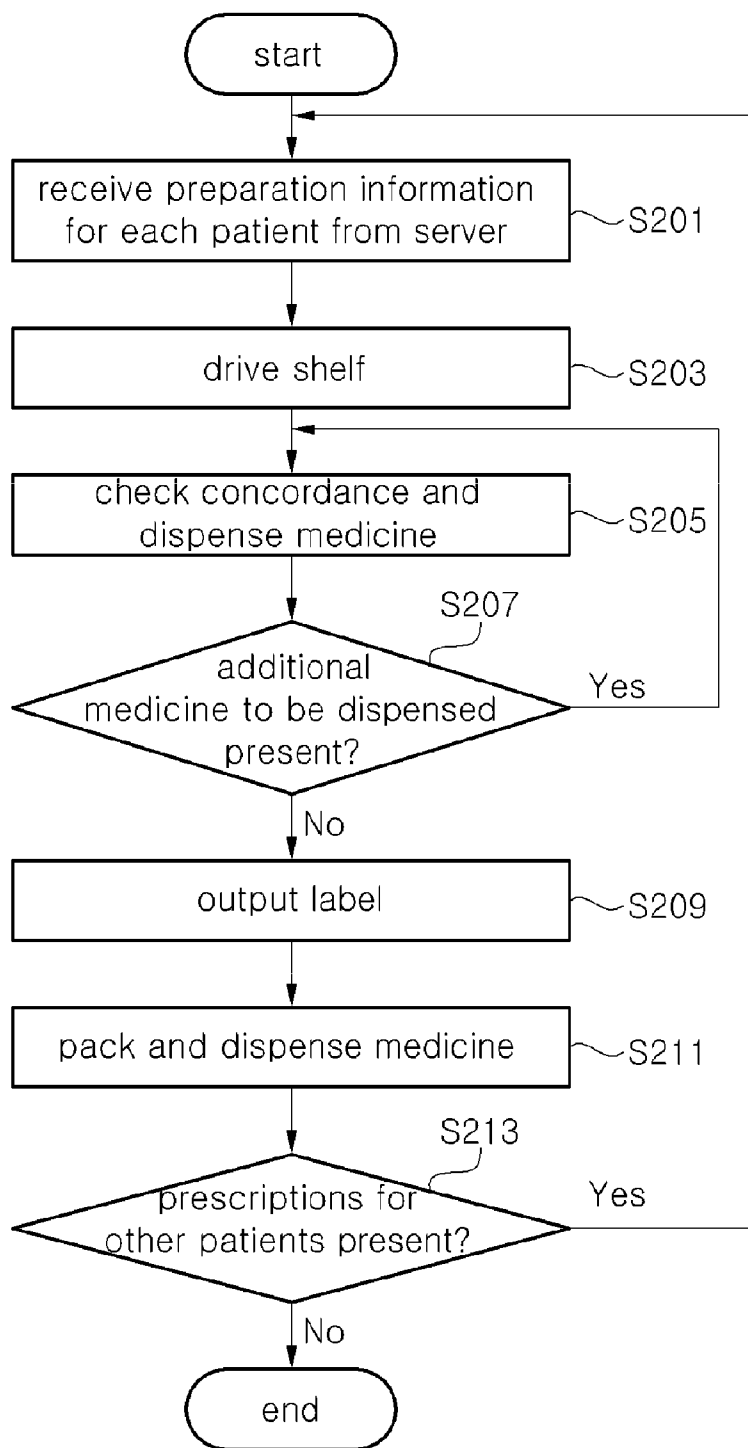 start
receive preparation information
for each patient from server
S201
drive shelf
S203
check concordance and
dispense medicine
S205
S207
additional
medicine to be dispensed
present?
Yes
No
output label
S209
pack and dispense medicine
S211
S213
prescriptions for
other patients present?
Yes
No
end